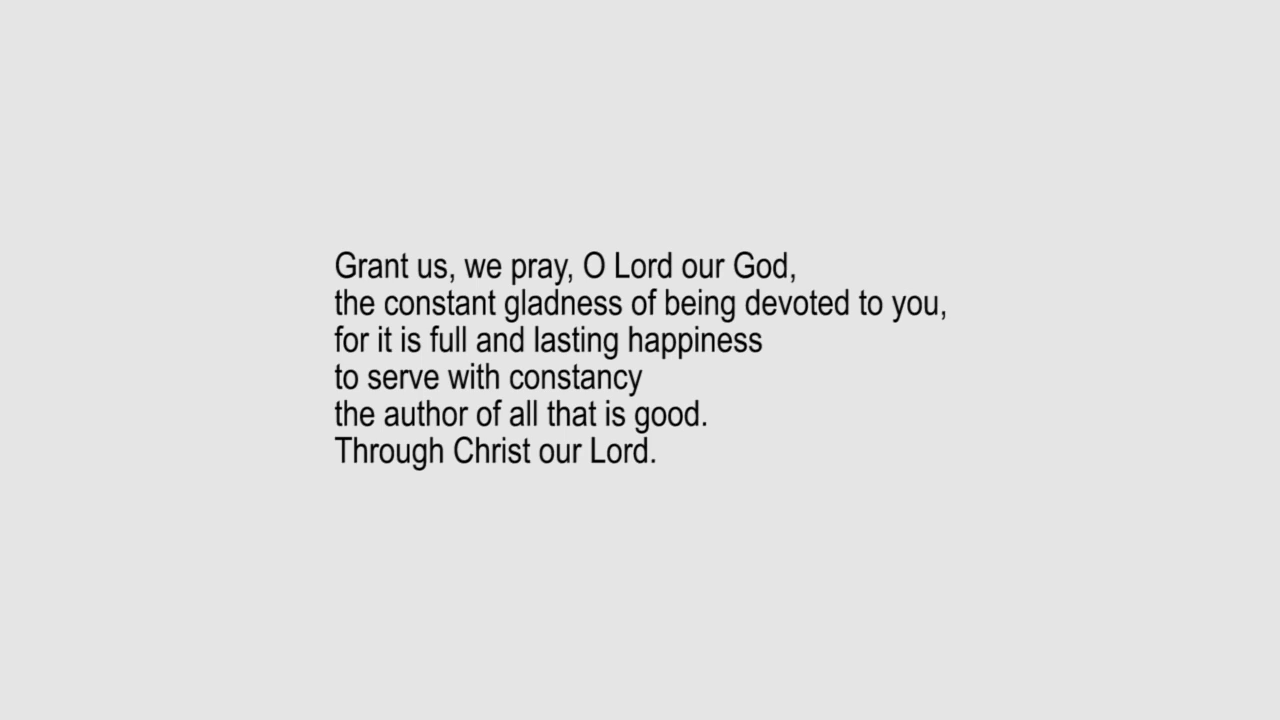 Grant us, we pray, O Lord our God,
the constant gladness of being devoted to you,
for it is full and lasting happiness
to serve with constancy
the author of all that is good.
Through Christ our Lord.